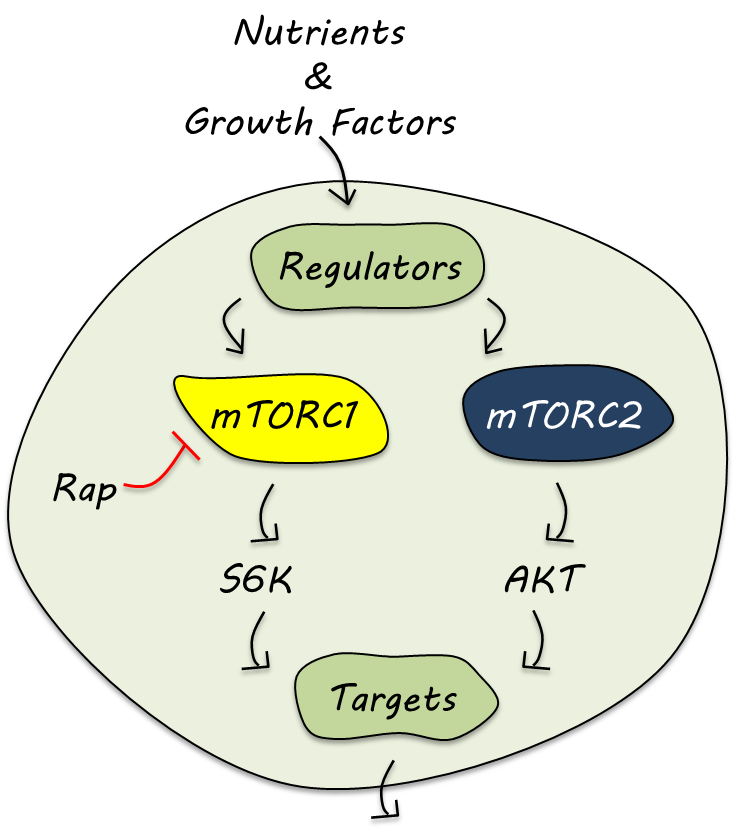 Nutrients
&
Growth Factors
Regulators
mTORC1
mTORC2
Rap
S6K
AKT
Targets